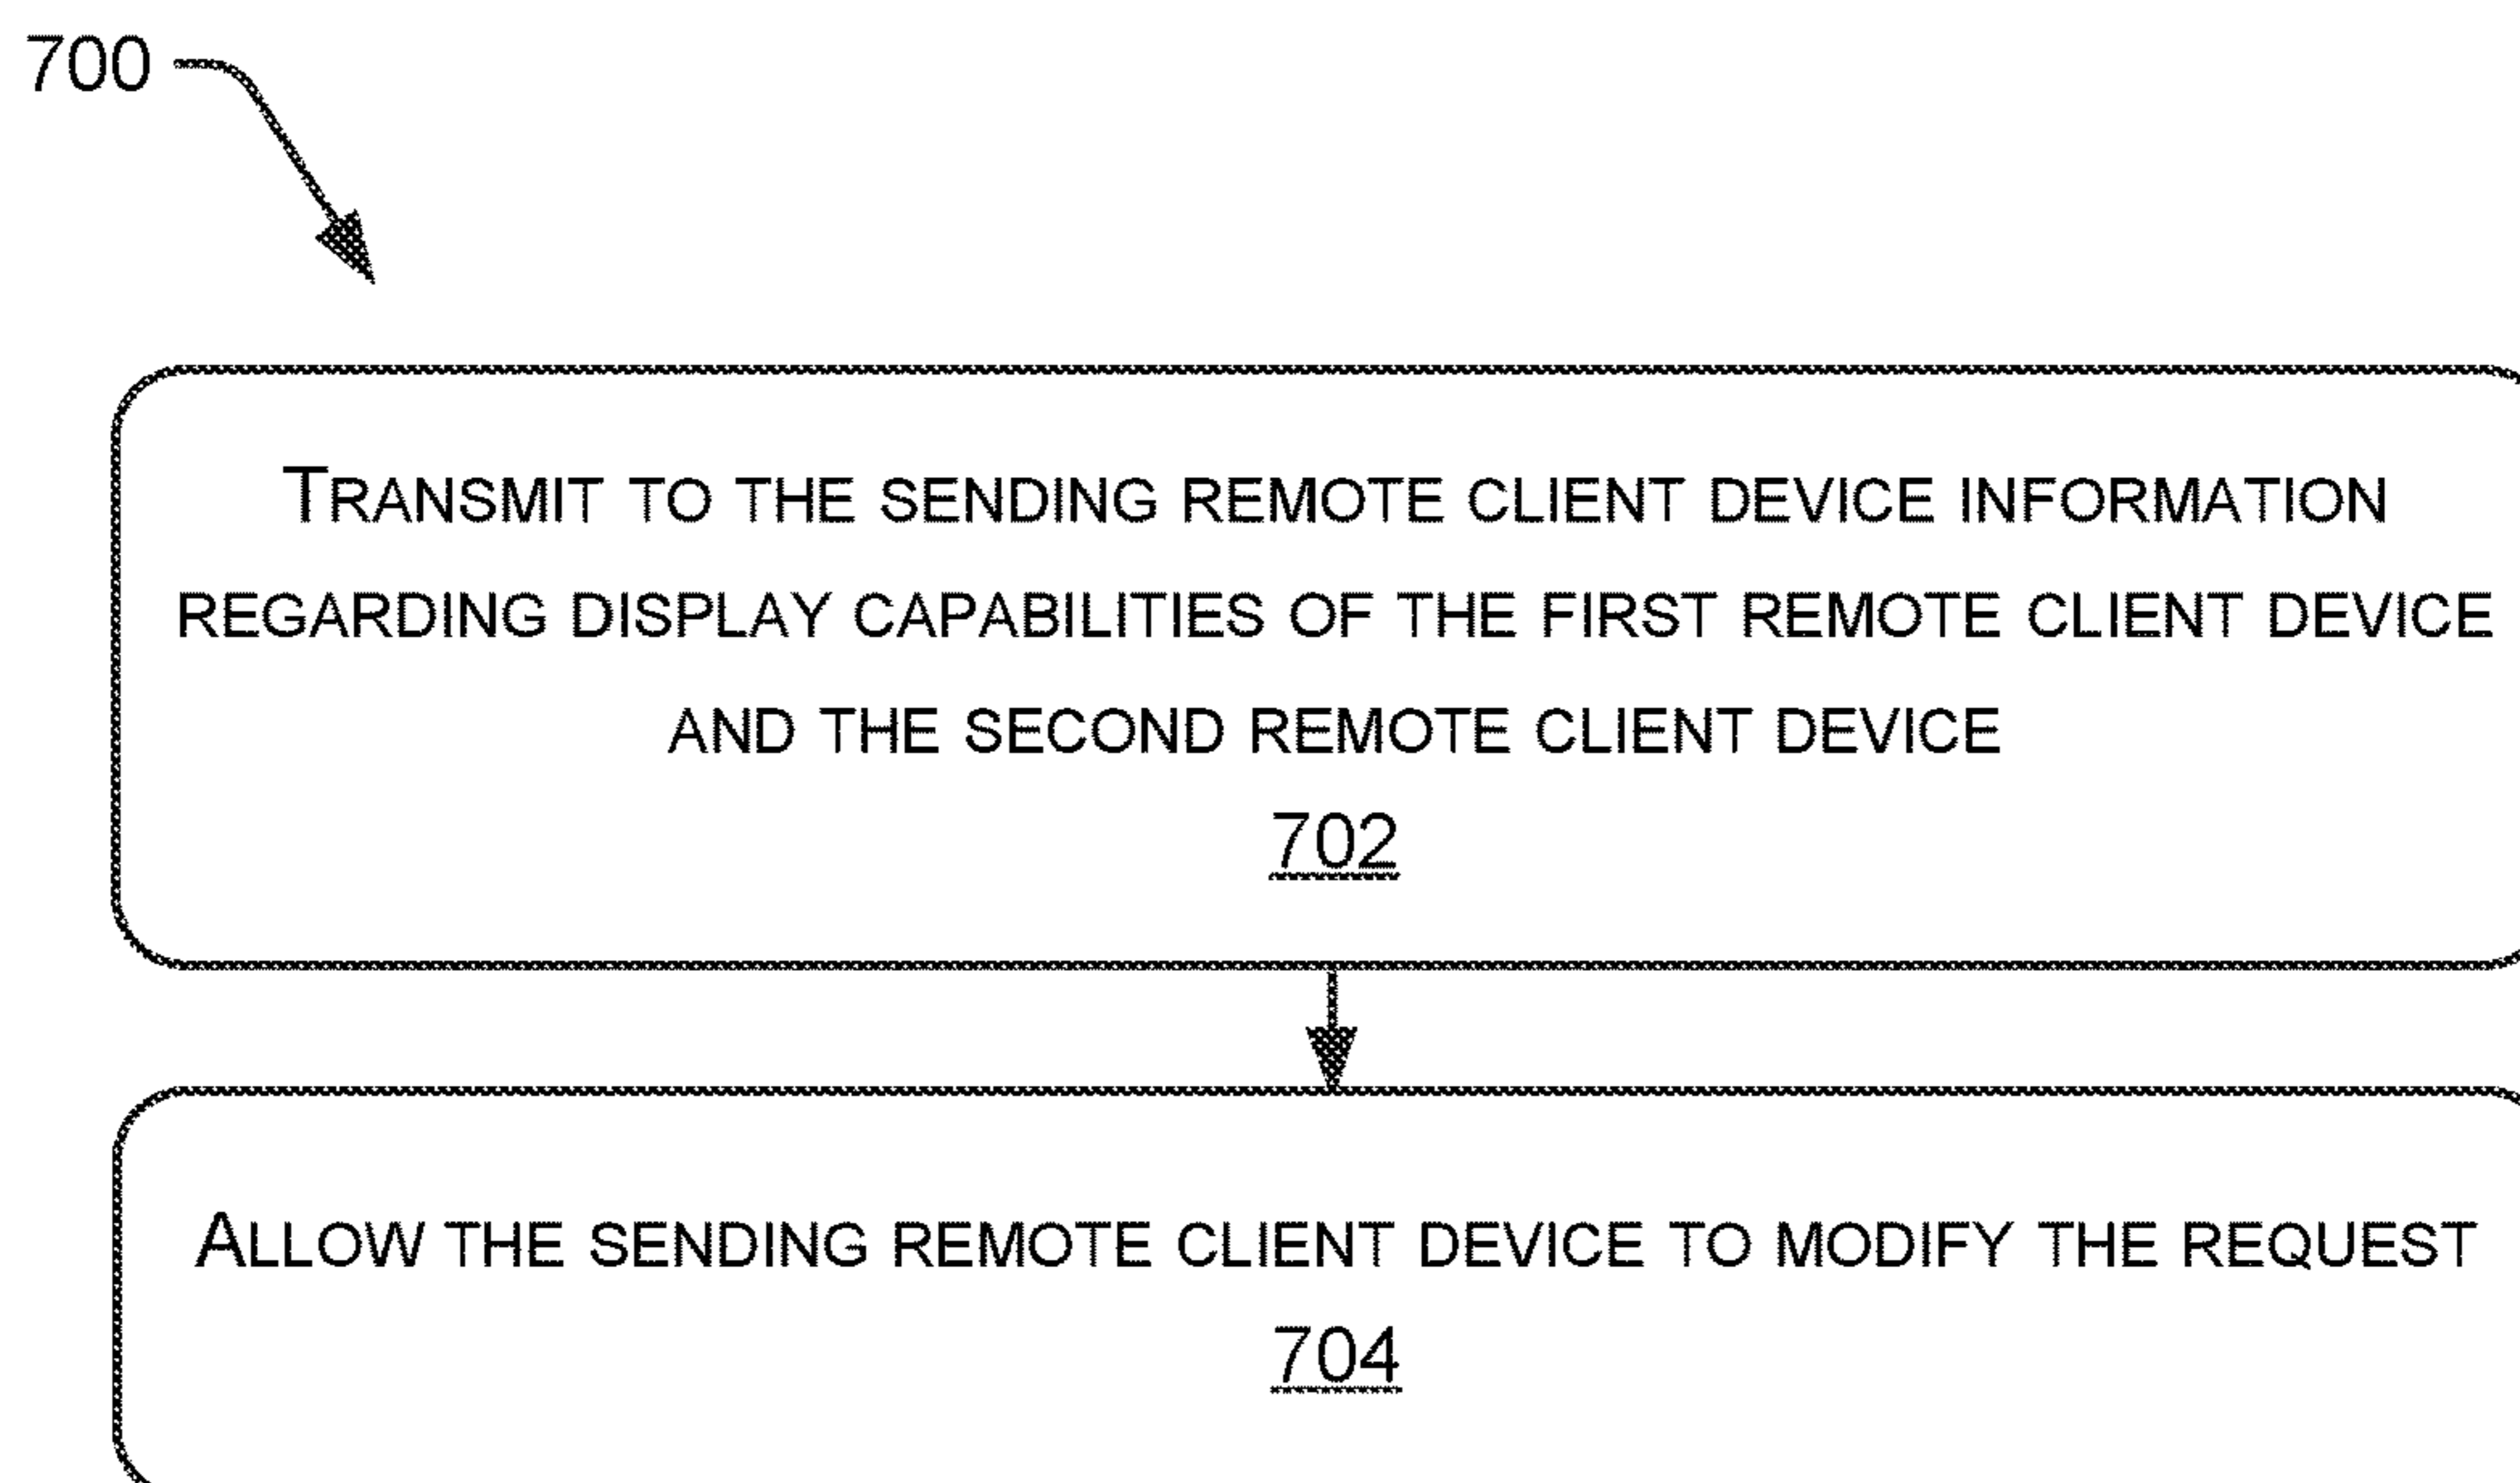 700
TRANSMIT TO THE SENDING REMOTE CLIENT DEVICE INFORMATION
REGARDING DISPLAY CAPABILITIES OF THE FIRST REMOTE CLIENT DEVICE
AND THE SECOND REMOTE CLIENT DEVICE
702
ALLOW THE SENDING REMOTE CLIENT DEVICE TO MODIFY THE REQUEST
704